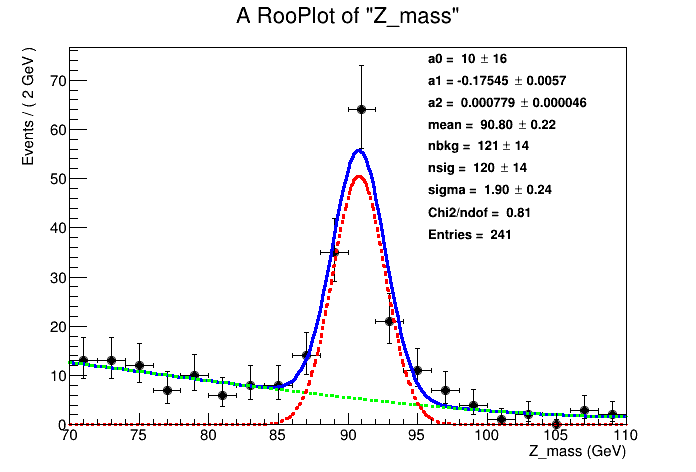 A RooPlot of "Z_mass"
Events / ( 2 GeV )
a0 = 10 ± 16
a1 = -0.17545 ± 0.0057
a2 = 0.000779 ± 0.000046
mean = 90.80 ± 0.22
nbkg = 121 ± 14
nsig = 120 ± 14
sigma = 1.90 ± 0.24
Chi2/ndof = 0.81
Entries = 241
70
60
50
40
30
20
10
0
70 75 80 85 90 95 100 105 110
Z_mass (GeV)